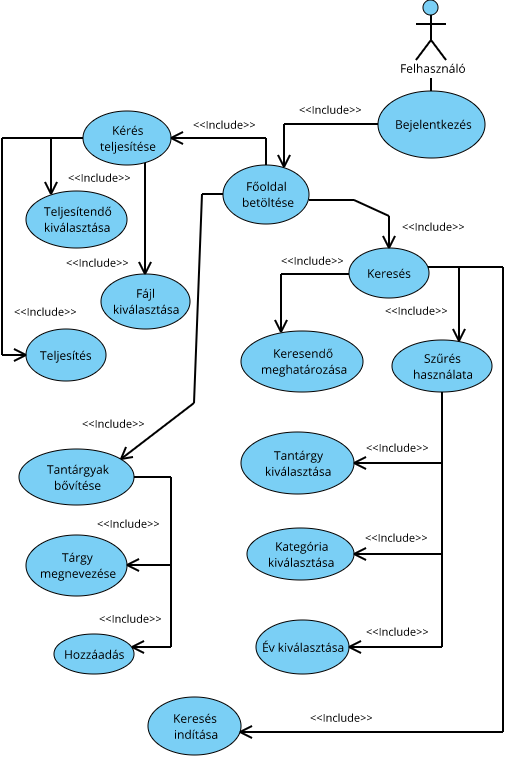 Felhasználó
Bejelentkezés
<<Include>>
<<Include>>
Kérés
teljesítése
Főoldal
betöltése
<<Include>>
Teljesítendő
kiválasztása
<<Include>>
Fájl
kiválasztása
<<Include>>
Teljesítés
<<Include>>
Keresés
<<Include>>
Keresendő
meghatározása
<<Include>>
Szűrés
használata
<<Include>>
Tantárgyak
bővítése
<<Include>>
Tantárgy
kiválasztása
<<Include>>
Tárgy
megnevezése
<<Include>>
Kategória
kiválasztása
<<Include>>
Hozzáadás
<<Include>>
Év kiválasztása
<<Include>>
Keresés
indítása